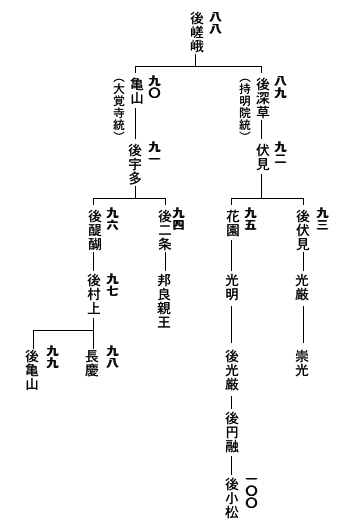 八八
後嵯峨
八九
後深草
（持明院統）
九〇
亀山
（大覚寺統）
九二
伏見
九一
後宇多
九三
後伏見
九五
花園
九四
後二条
九六
後醍醐
光厳
光明
邦良親王
九七
後村上
崇光
後光厳
九八
長慶
九九
後亀山
後円融
一〇〇
後小松